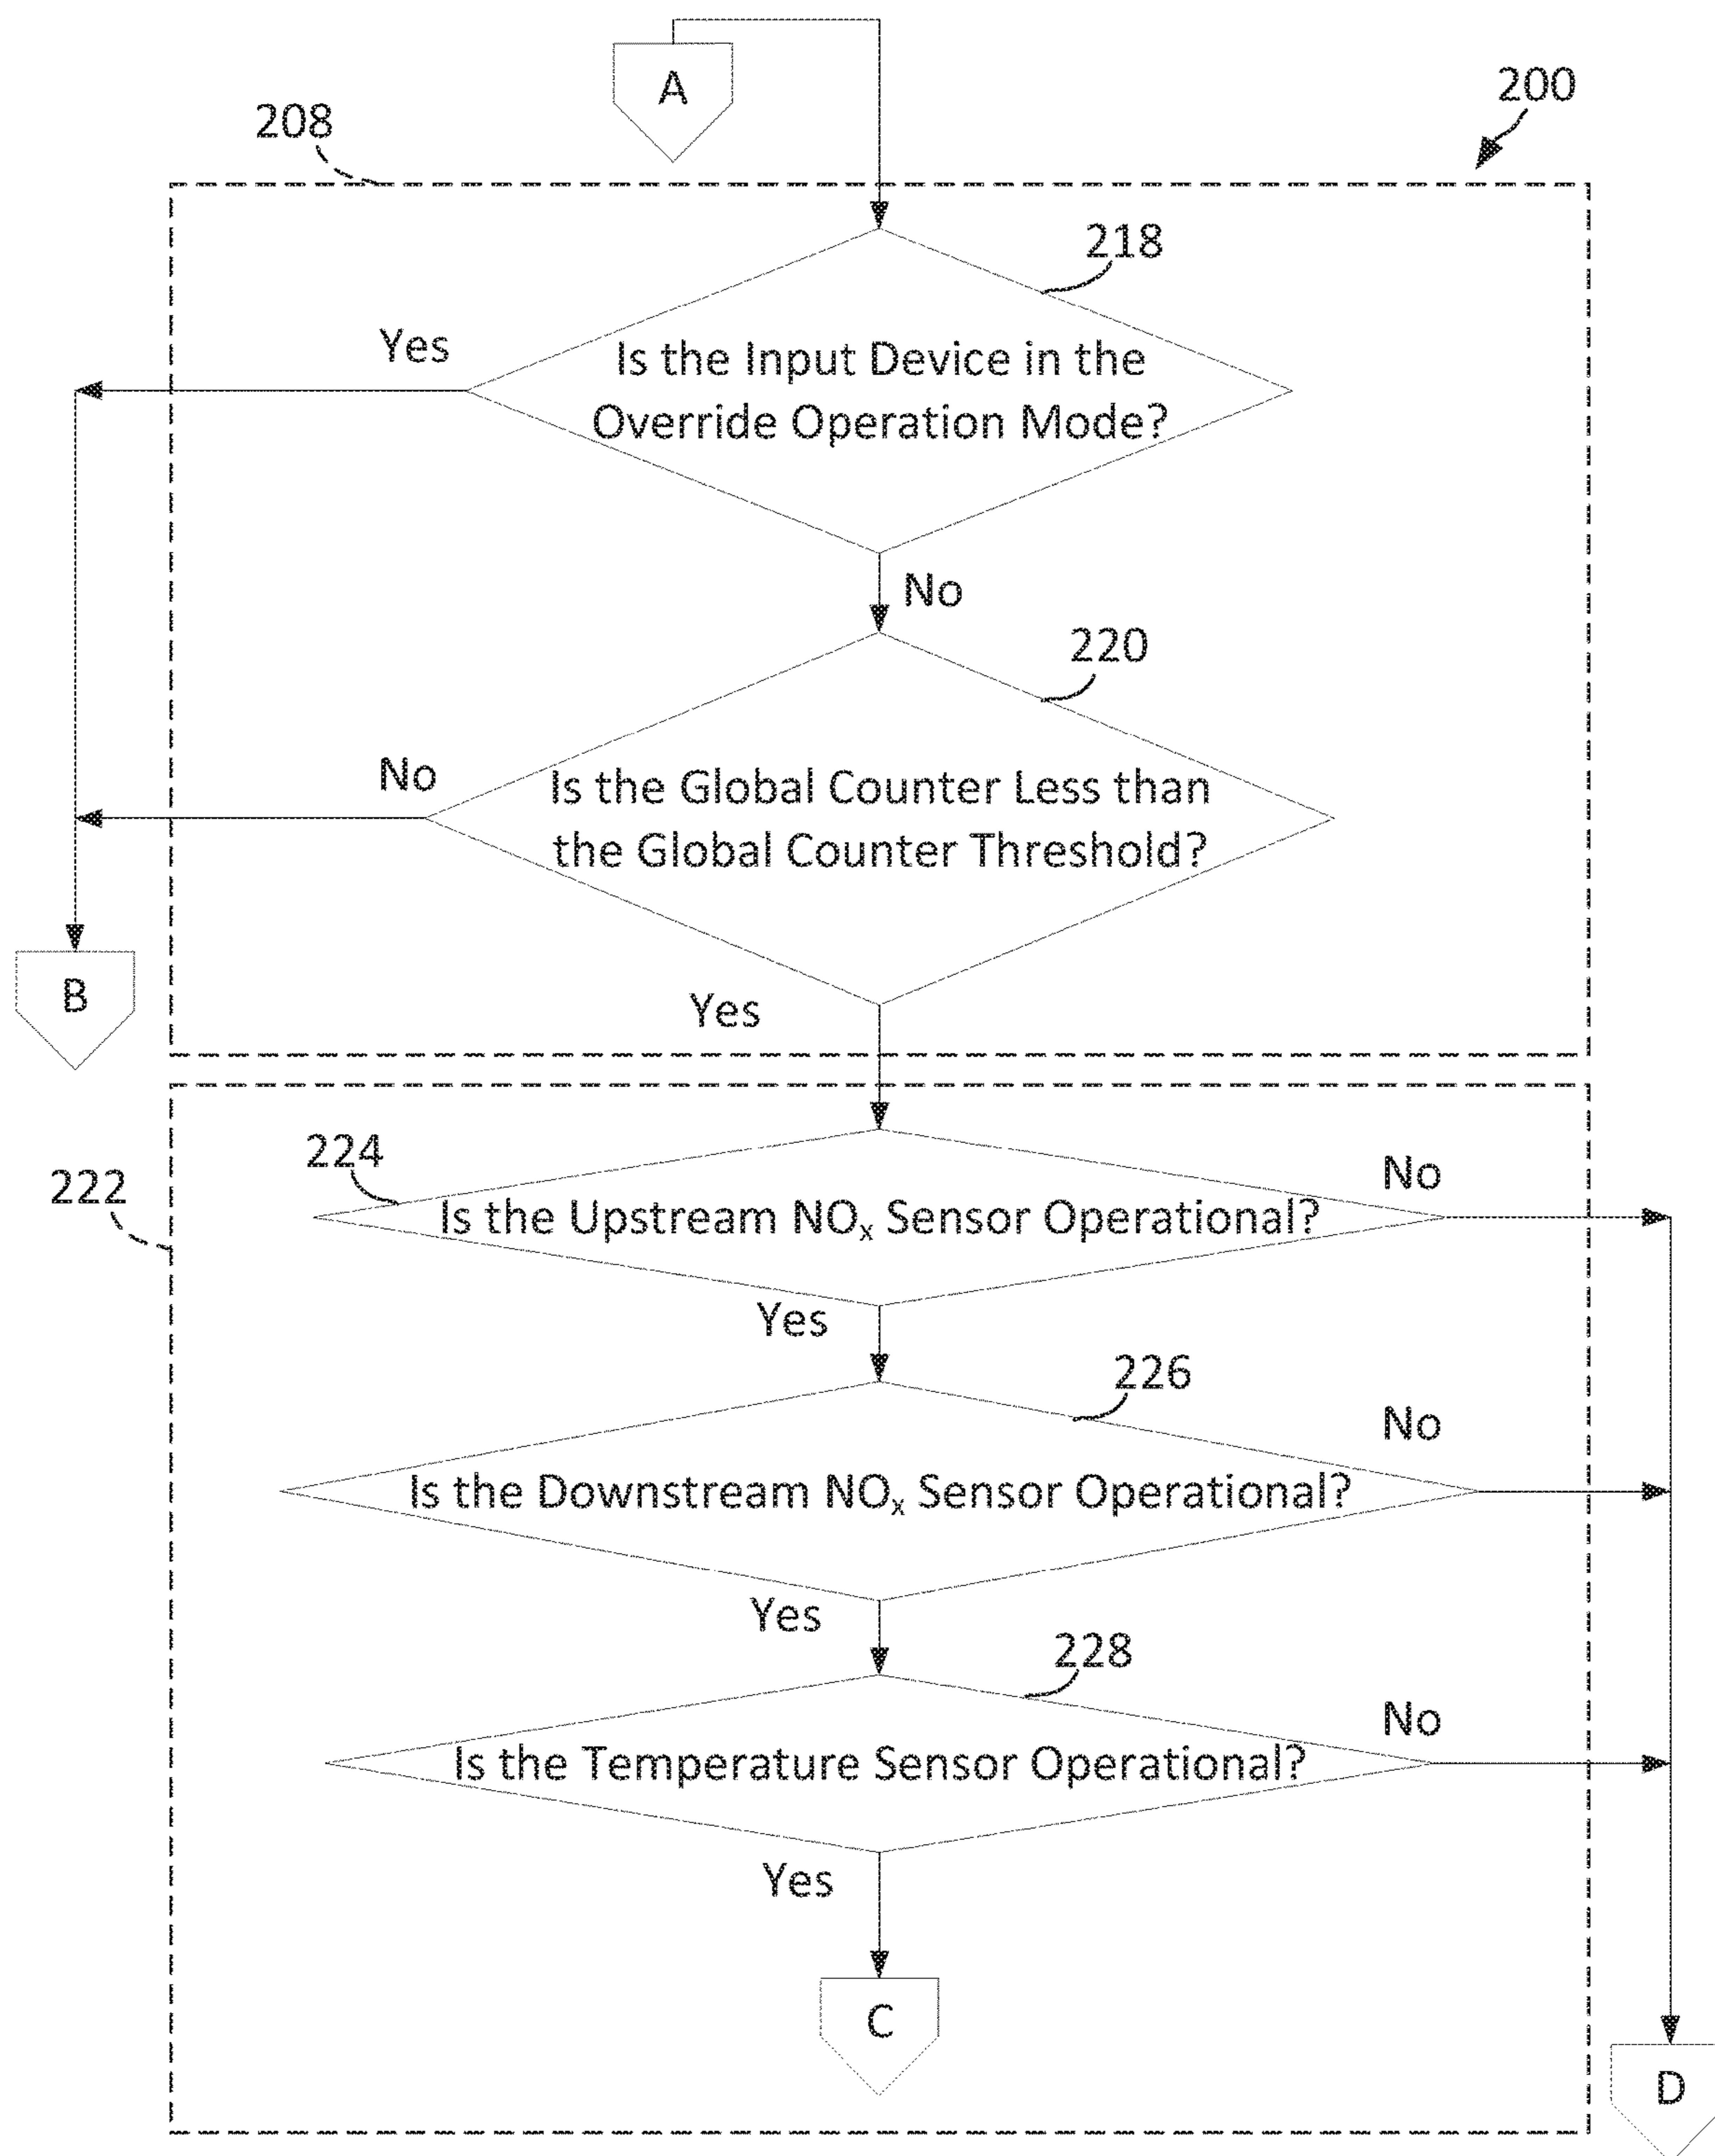 A
200
208
218
Yes
Is the Input Device in the
Override Operation Mode?
No
220
No
Is the Global Counter Less than
the Global Counter Threshold?
B
Yes
224
No
222
Is the Upstream NOx Sensor Operational?
Yes
226
No
Is the Downstream NOx Sensor Operational?
Yes
228
No
Is the Temperature Sensor Operational?
Yes
C
D